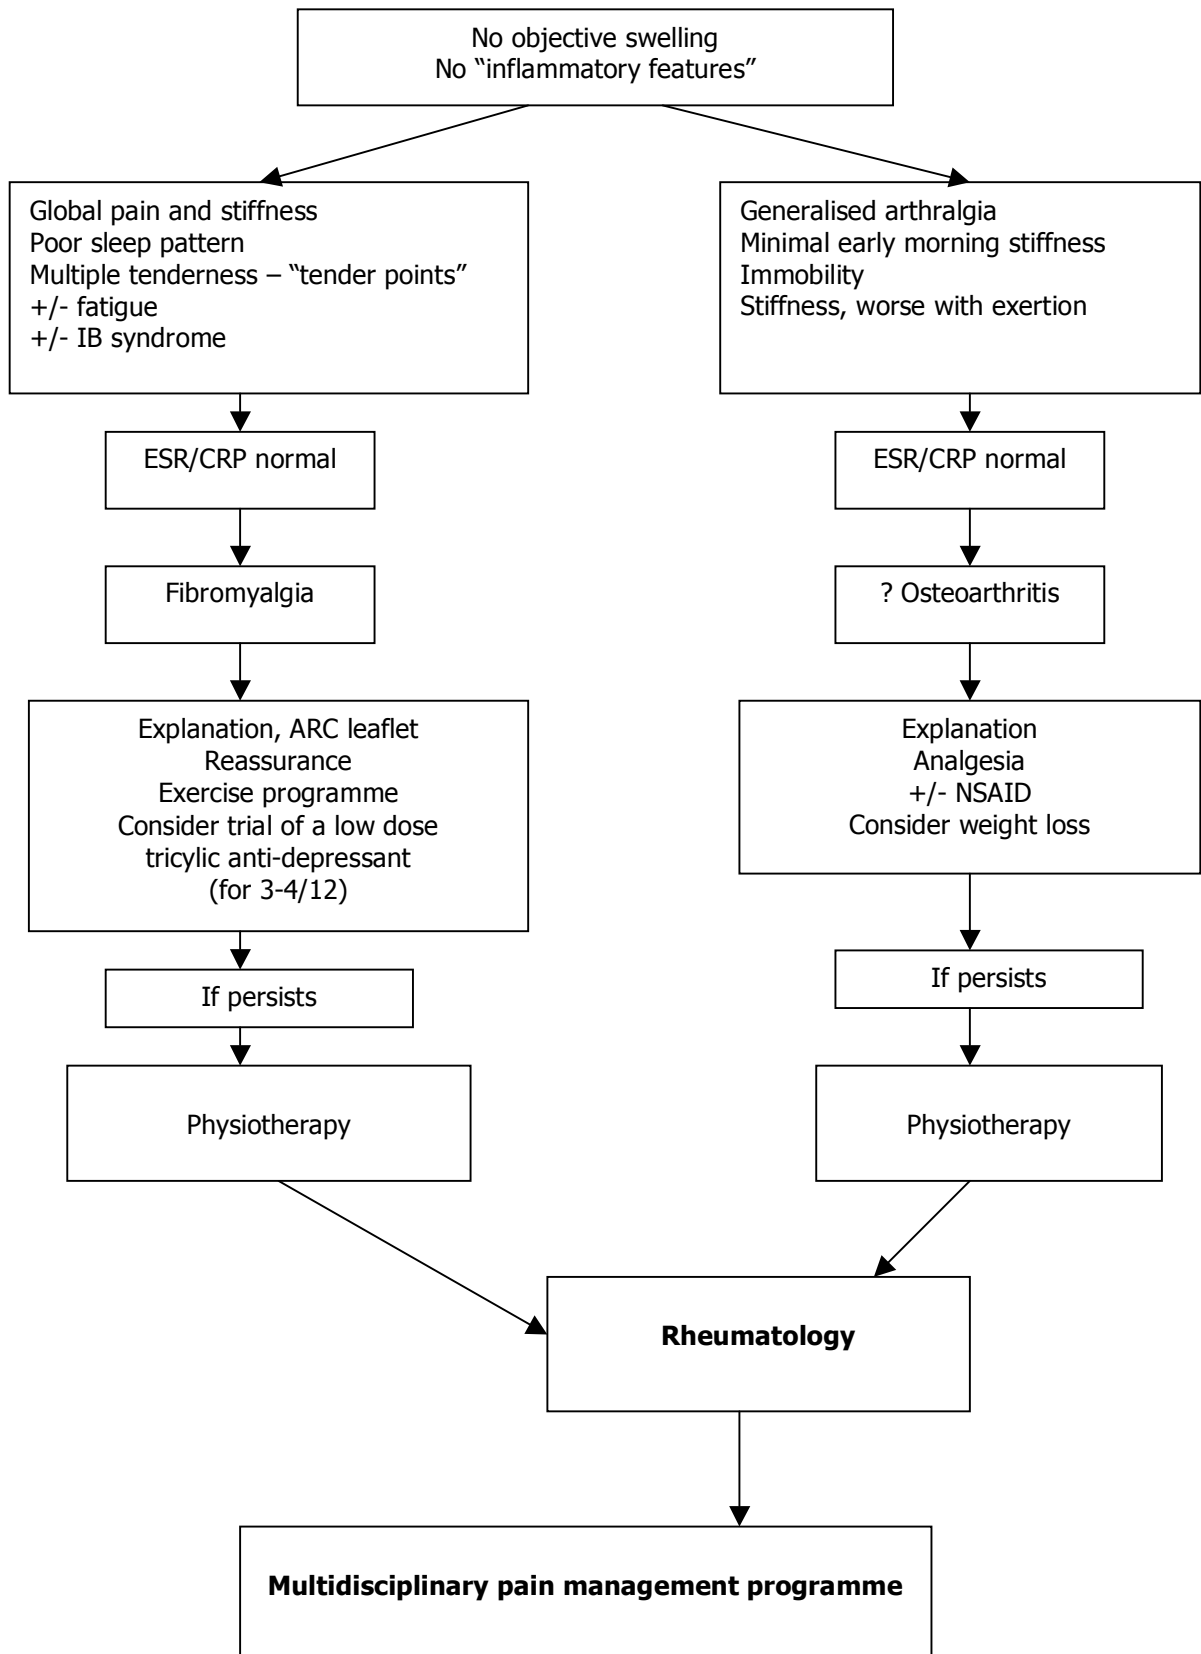 No objective swelling
No “inflammatory features”
Global pain and stiffness
Poor sleep pattern
Multiple tenderness – “tender points”
+/- fatigue
+/- IB syndrome
Generalised arthralgia
Minimal early morning stiffness
Immobility
Stiffness, worse with exertion
ESR/CRP normal
ESR/CRP normal
Fibromyalgia
? Osteoarthritis
Explanation, ARC leaflet
Reassurance
Exercise programme
Consider trial of a low dose
tricylic anti-depressant
(for 3-4/12)
Explanation
Analgesia
+/- NSAID
Consider weight loss
If persists
If persists
Physiotherapy
Physiotherapy
Rheumatology
Multidisciplinary pain management programme